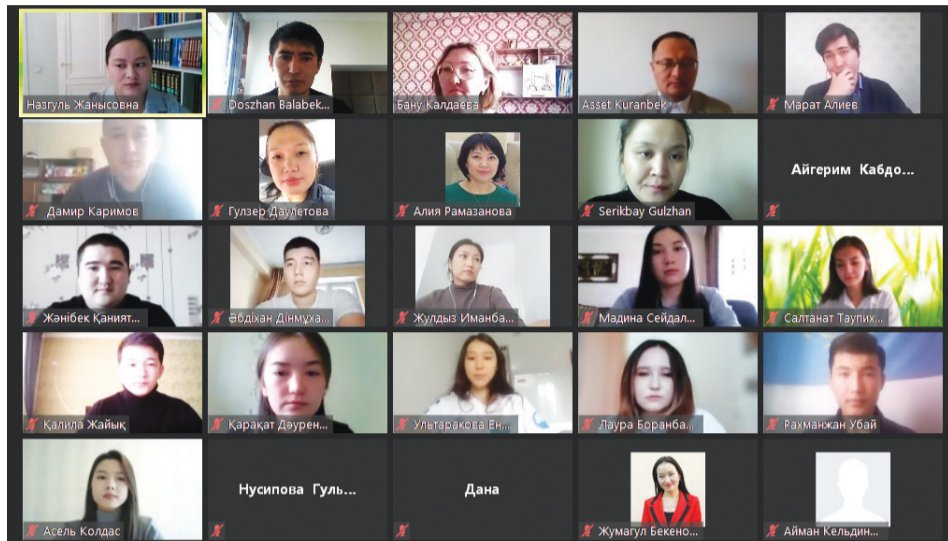 Назгуль Жанысовна
Doszhan Balabek...
Бану Калдаева
Asset Kuranbek
Марат Алиев
Дамир Каримов
Гулзер Даулетова
Алия Рамазанова
Serikbay Gulzhan
Айгерим Кабдо...
Жәнібек Қаният...
Әбдіхан Дінмұха...
Жулдыз Иманба...
Мадина Сейдал...
Салтанат Таупих...
Қалила Жайық
Қарақат Дәурен...
Ультаракова Ен...
Лаура Боранба...
Рахманжан Убай
Асель Колдас
Нусипова Гуль...
Дана
Жумагул Бекено...
Айман Кельдин...